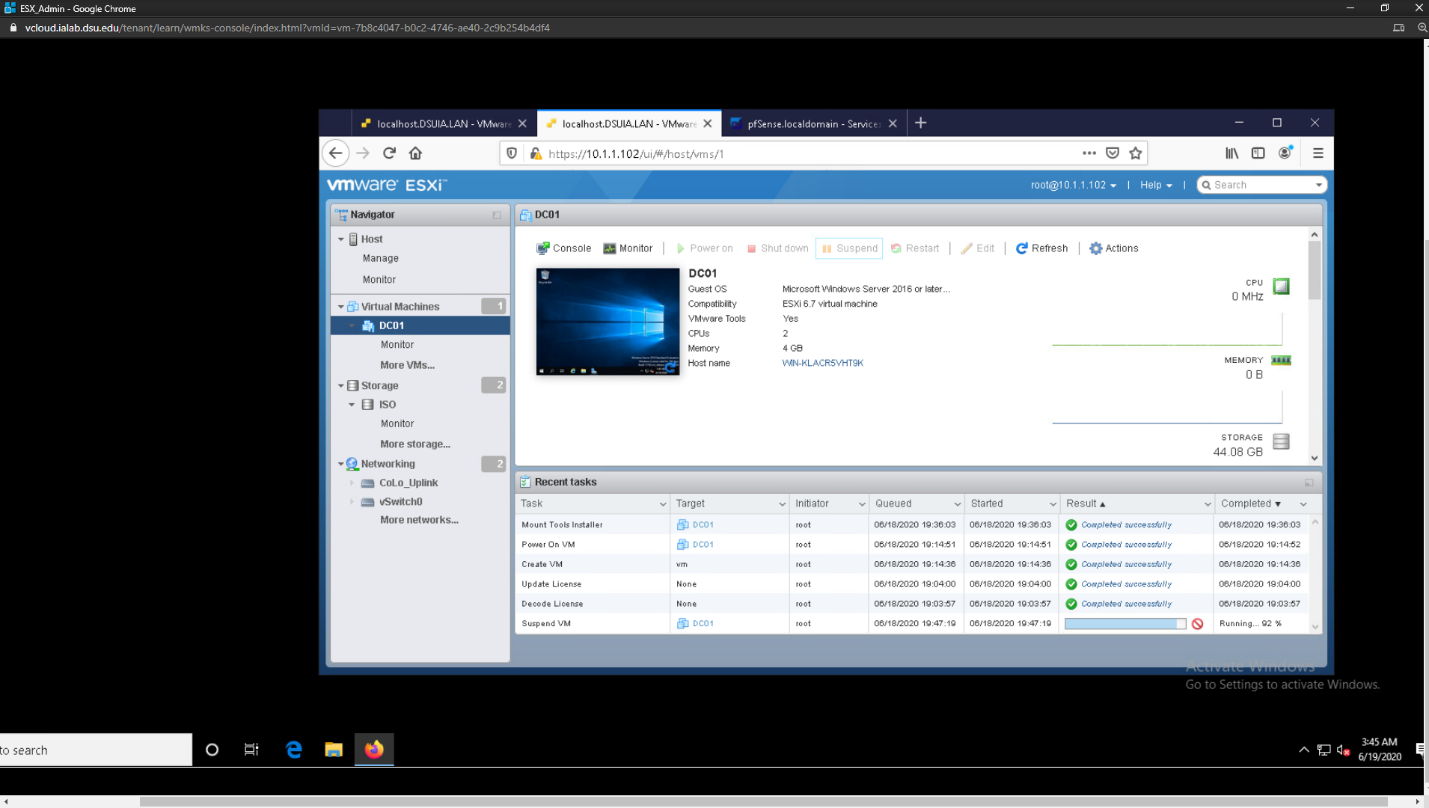 ESX_Admin - Google Chrome
vcloud.ialab.dsu.edu/tenant/learn/wmks-console/index.html?vmId=vm-7b8c4047-b0c2-4746-ae40-2c9b254b4df4
localhost.DSUIA.LAN - VMware
localhost.DSUIA.LAN - VMware
pfSense.localdomain - Services:
https://10.1.1.102/ui/#/host/vms/1
vmware ESXi™
root@10.1.1.102 | Help | Search
Navigator
Host
Manage
Monitor
Virtual Machines 1
DC01
Monitor
More VMs...
Storage 2
ISO
Monitor
More storage...
Networking 2
CoLo_Uplink
vSwitch0
More networks...
DC01
Console Monitor Power on Shut down Suspend Restart Edit Refresh Actions
DC01
Guest OS Microsoft Windows Server 2016 or later...
Compatibility ESXi 6.7 virtual machine
VMware Tools Yes
CPUs 2
Memory 4 GB
Host name WIN-KLACR5VHT9K
CPU
0 MHz
MEMORY
0 B
STORAGE
44.08 GB
Recent tasks
Task Target Initiator Queued Started Result ▲ Completed ▼
Mount Tools Installer DC01 root 06/18/2020 19:36:03 06/18/2020 19:36:03 Completed successfully 06/18/2020 19:36:03
Power On VM DC01 root 06/18/2020 19:14:51 06/18/2020 19:14:51 Completed successfully 06/18/2020 19:14:52
Create VM vm root 06/18/2020 19:14:36 06/18/2020 19:14:36 Completed successfully 06/18/2020 19:14:36
Update License None root 06/18/2020 19:04:00 06/18/2020 19:04:00 Completed successfully 06/18/2020 19:04:00
Decode License None root 06/18/2020 19:03:57 06/18/2020 19:03:57 Completed successfully 06/18/2020 19:03:57
Suspend VM DC01 root 06/18/2020 19:47:19 06/18/2020 19:47:19 Running... 92 %
Activate Windows
Go to Settings to activate Windows.
to search
3:45 AM
6/19/2020